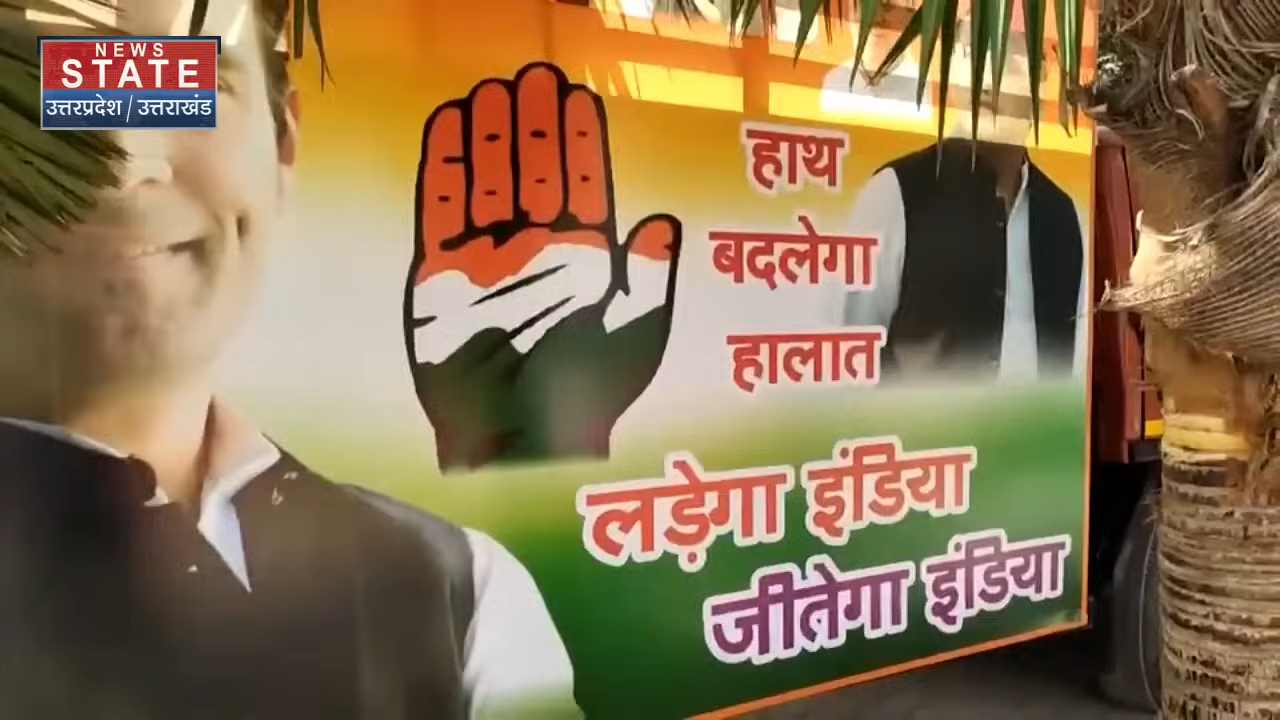 NEWS
STATE
उत्तरप्रदेश / उत्तराखंड
हाथ
बदलेगा
हालात
लड़ेगा इंडिया
जीतेगा इंडिया